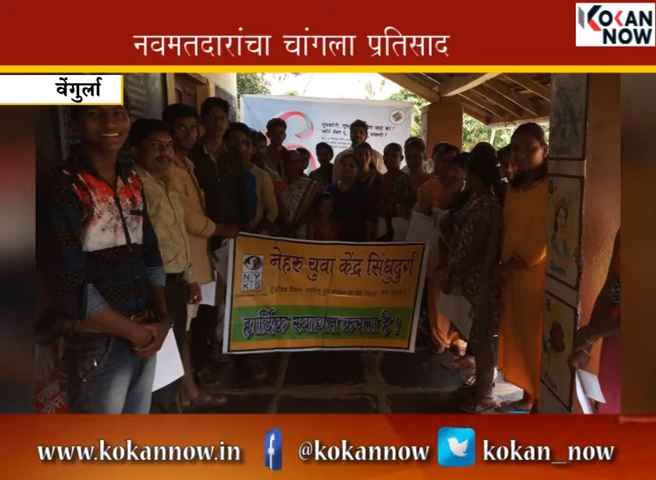 KOKAN
NOW
नवमतदारांचा चांगला प्रतिसाद
वेंगुर्ला
NYKS
नेहरु युवा केंद्र सिंधुदुर्ग
हार्दिक स्वागत करता है !
www.kokannow.in
@kokannow
kokan_now